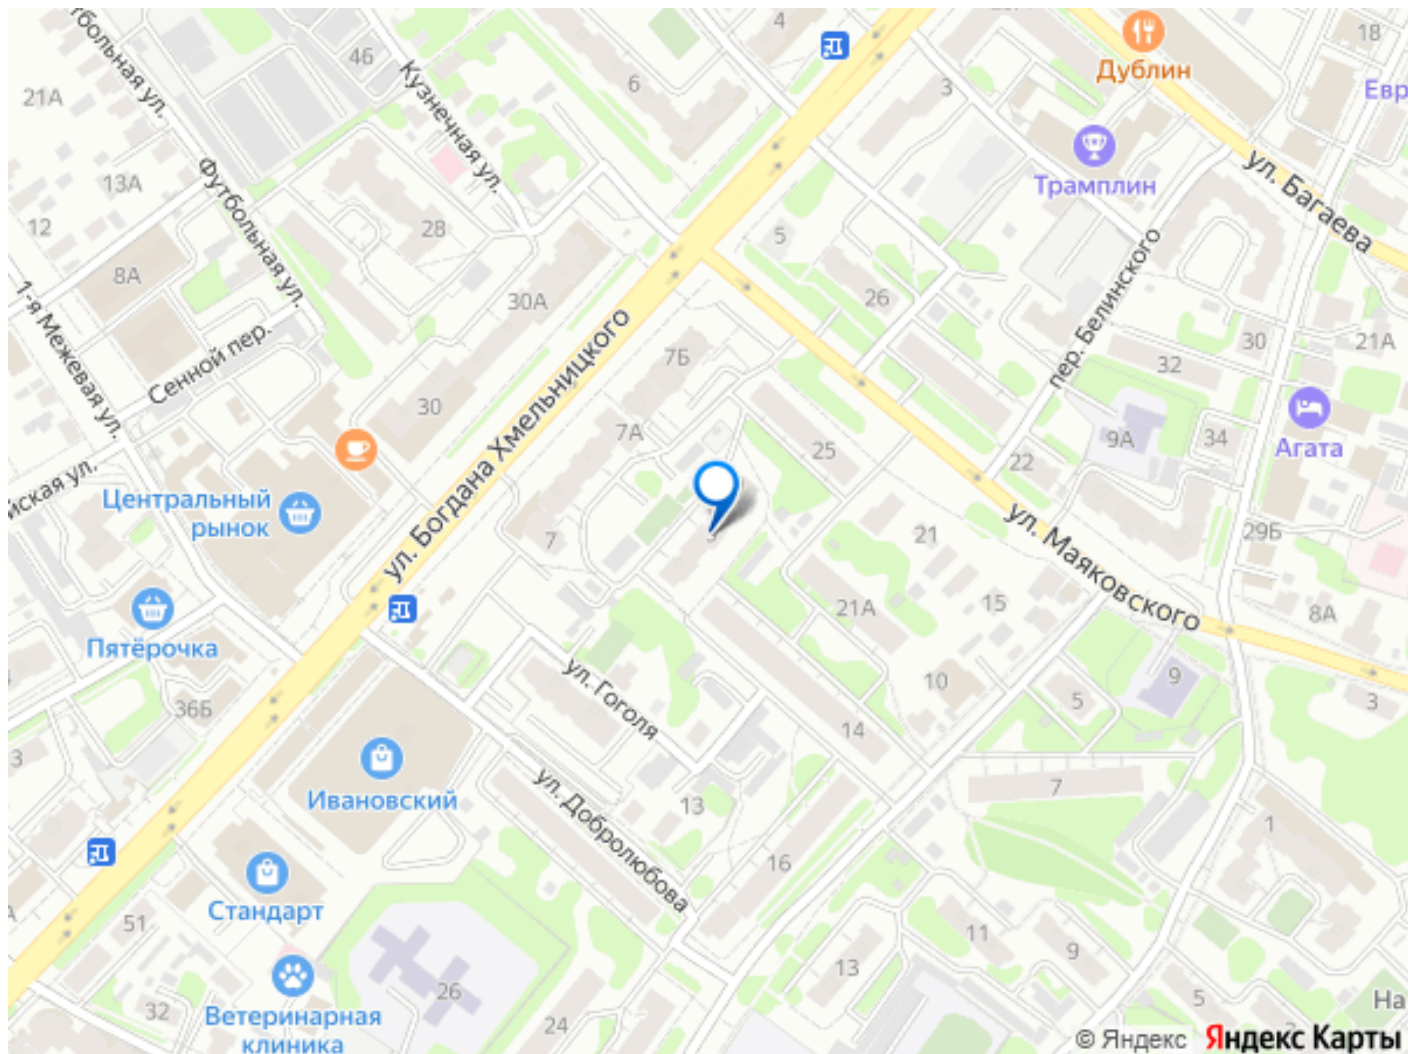 4
18
Дублин
Евр
46
6
3
21А
Кузнечная ул.
Трамплин
ул. Багаева
13А
Футбольная ул.
12
28
5
8А
26
30А
пер. Белинского
1-я Межевая ул.
Сенной пер.
ул. Богдана Хмельницкого
7Б
32
30
21А
30
7А
25
9А
34
22
Агата
Центральный
рынок
7
21
ул. Маяковского
29Б
Пятёрочка
21А
15
8А
36Б
ул. Гоголя
10
5
9
3
14
3
Ивановский
13
7
ул. Добролюбова
16
1
Стандарт
51
11
9
13
26
5
32
Ветеринарная
клиника
24
На
© Яндекс
Яндекс Карты